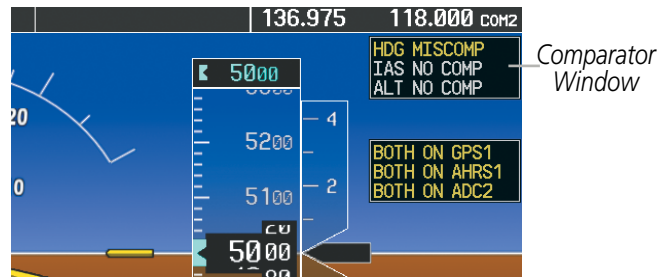 136.975 118.000 COM2
HDG MISCOMP
IAS NO COMP
ALT NO COMP
Comparator
Window
5000
4
20
5200
BOTH ON GPS1
BOTH ON AHRS1
BOTH ON ADC2
0
5100
2
5000